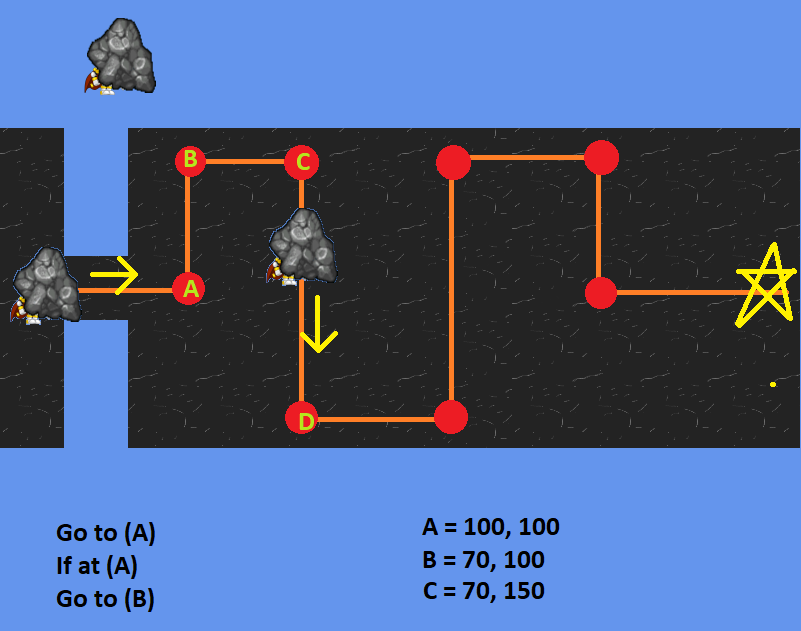 B
C
A
D
Go to (A)
If at (A)
Go to (B)
A = 100, 100
B = 70, 100
C = 70, 150